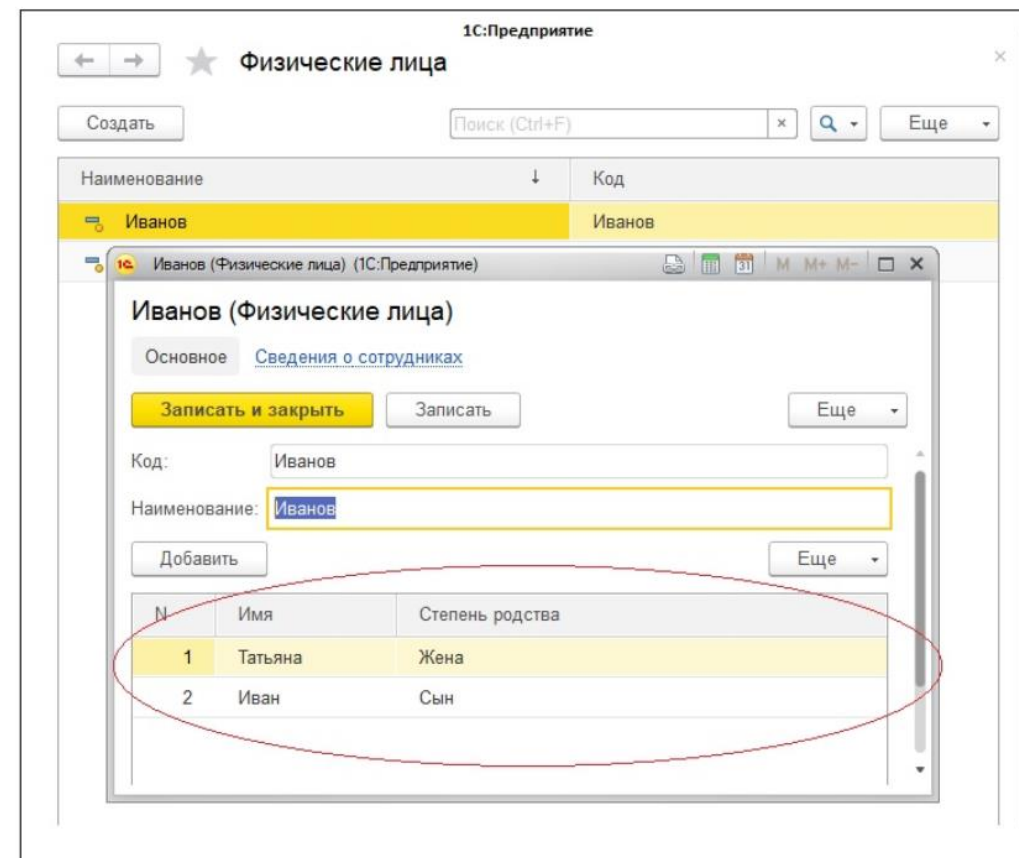 1С:Предприятие
Физические лица
Создать Поиск (Ctrl+F) Еще
Наименование ↓ Код
Иванов Иванов
Иванов (Физические лица) (1С:Предприятие) M M+ M-
Иванов (Физические лица)
Основное Сведения о сотрудниках
Записать и закрыть Записать Еще
Код: Иванов
Наименование: Иванов
Добавить Еще
N Имя Степень родства
1 Татьяна Жена
2 Иван Сын